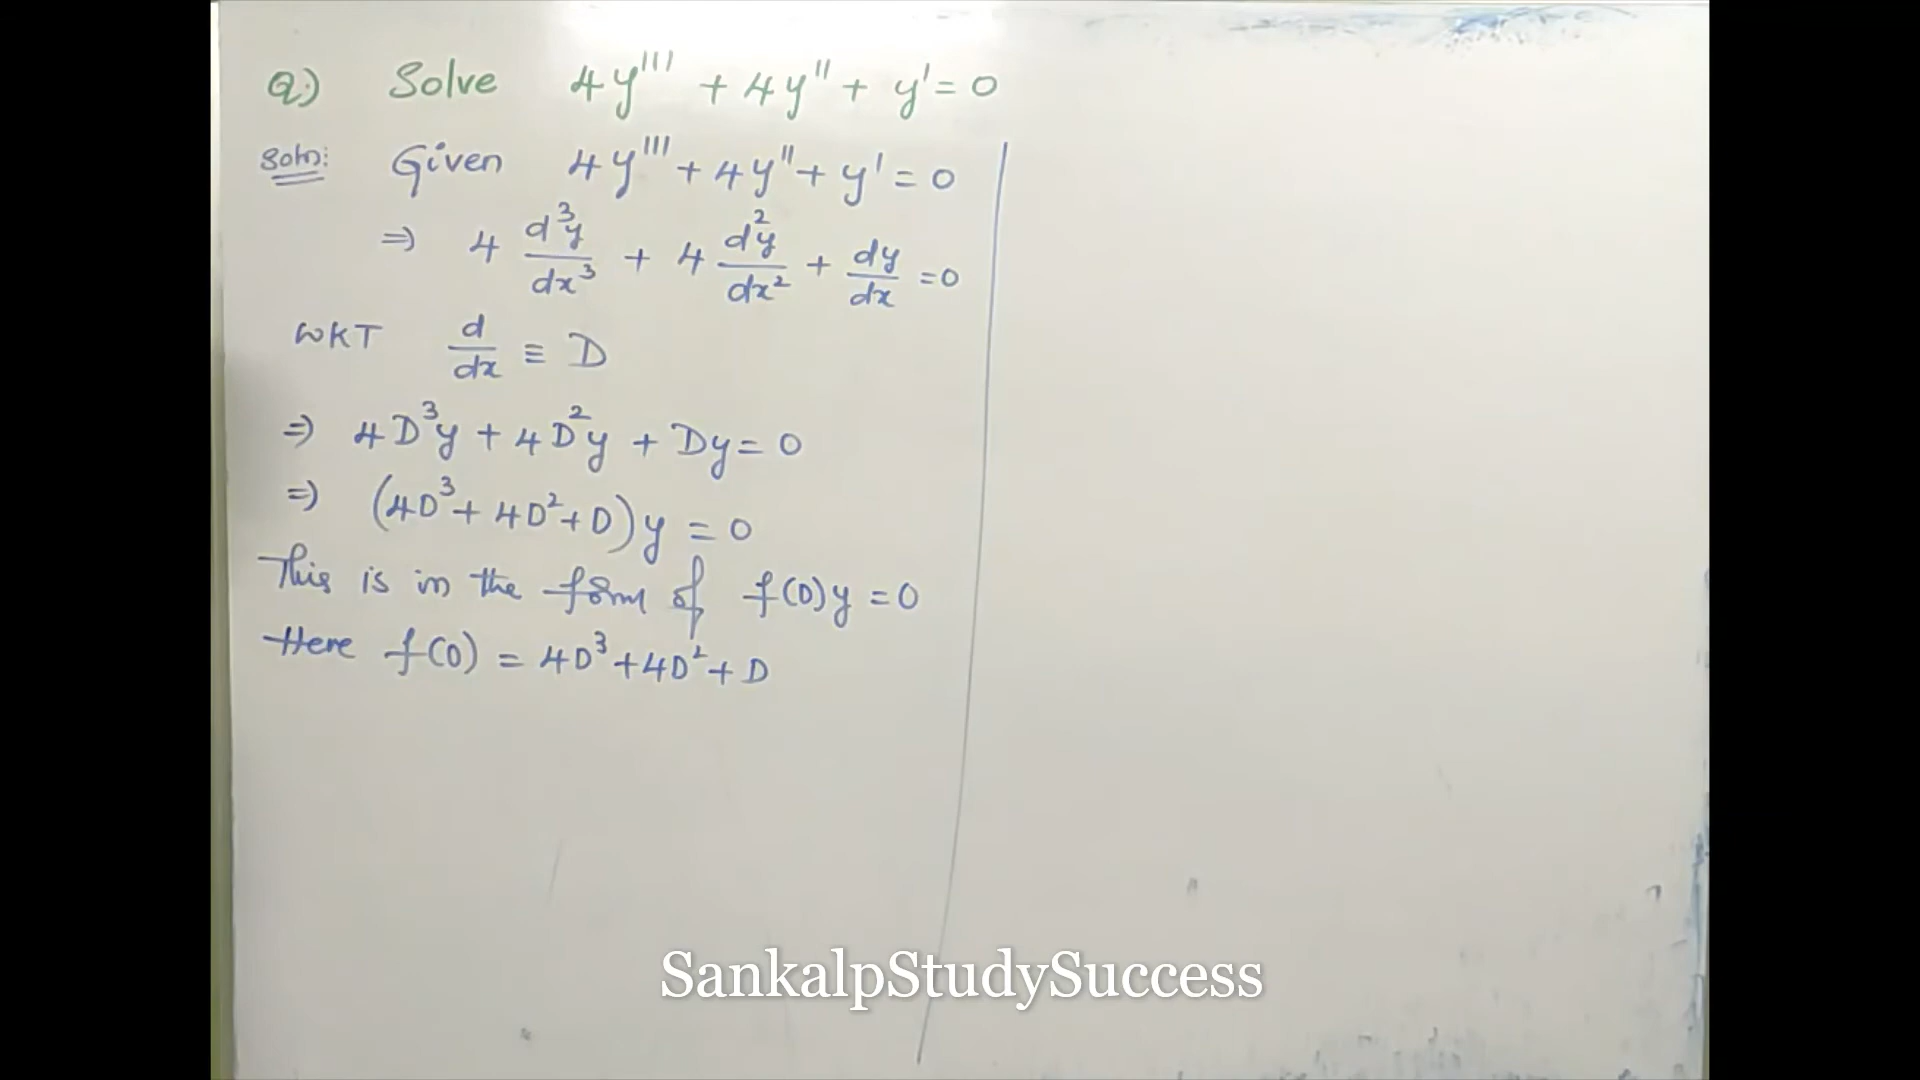 Q.) Solve 4y''' + 4y'' + y' = 0
Soln: Given 4y''' + 4y'' + y' = 0
⇒ 4 d³y/dx³ + 4 d²y/dx² + dy/dx = 0
WKT d/dx ≡ D
⇒ 4D³y + 4D²y + Dy = 0
⇒ (4D³ + 4D² + D)y = 0
This is in the form of f(D)y = 0
Here f(D) = 4D³ + 4D² + D
SankalpStudySuccess